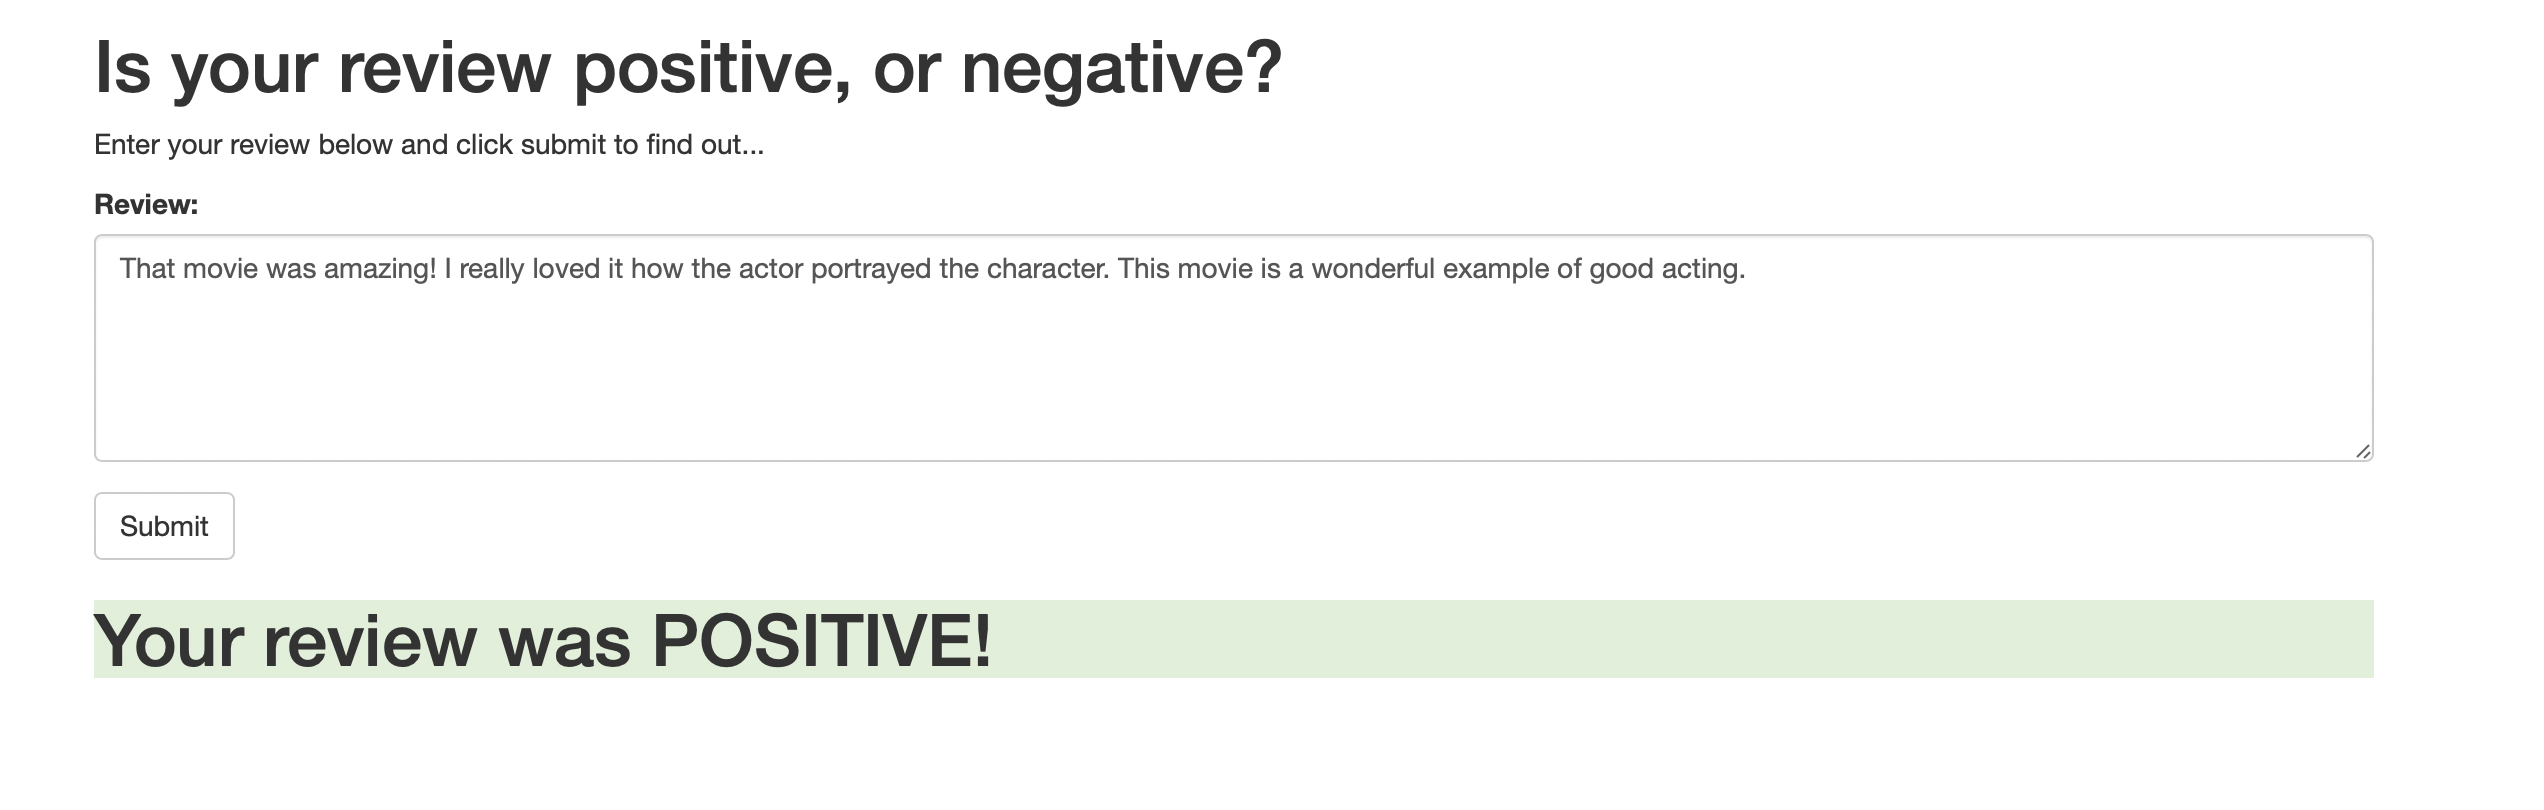 Is your review positive, or negative?
Enter your review below and click submit to find out...
Review:
That movie was amazing! I really loved it how the actor portrayed the character. This movie is a wonderful example of good acting.
Submit
Your review was POSITIVE!